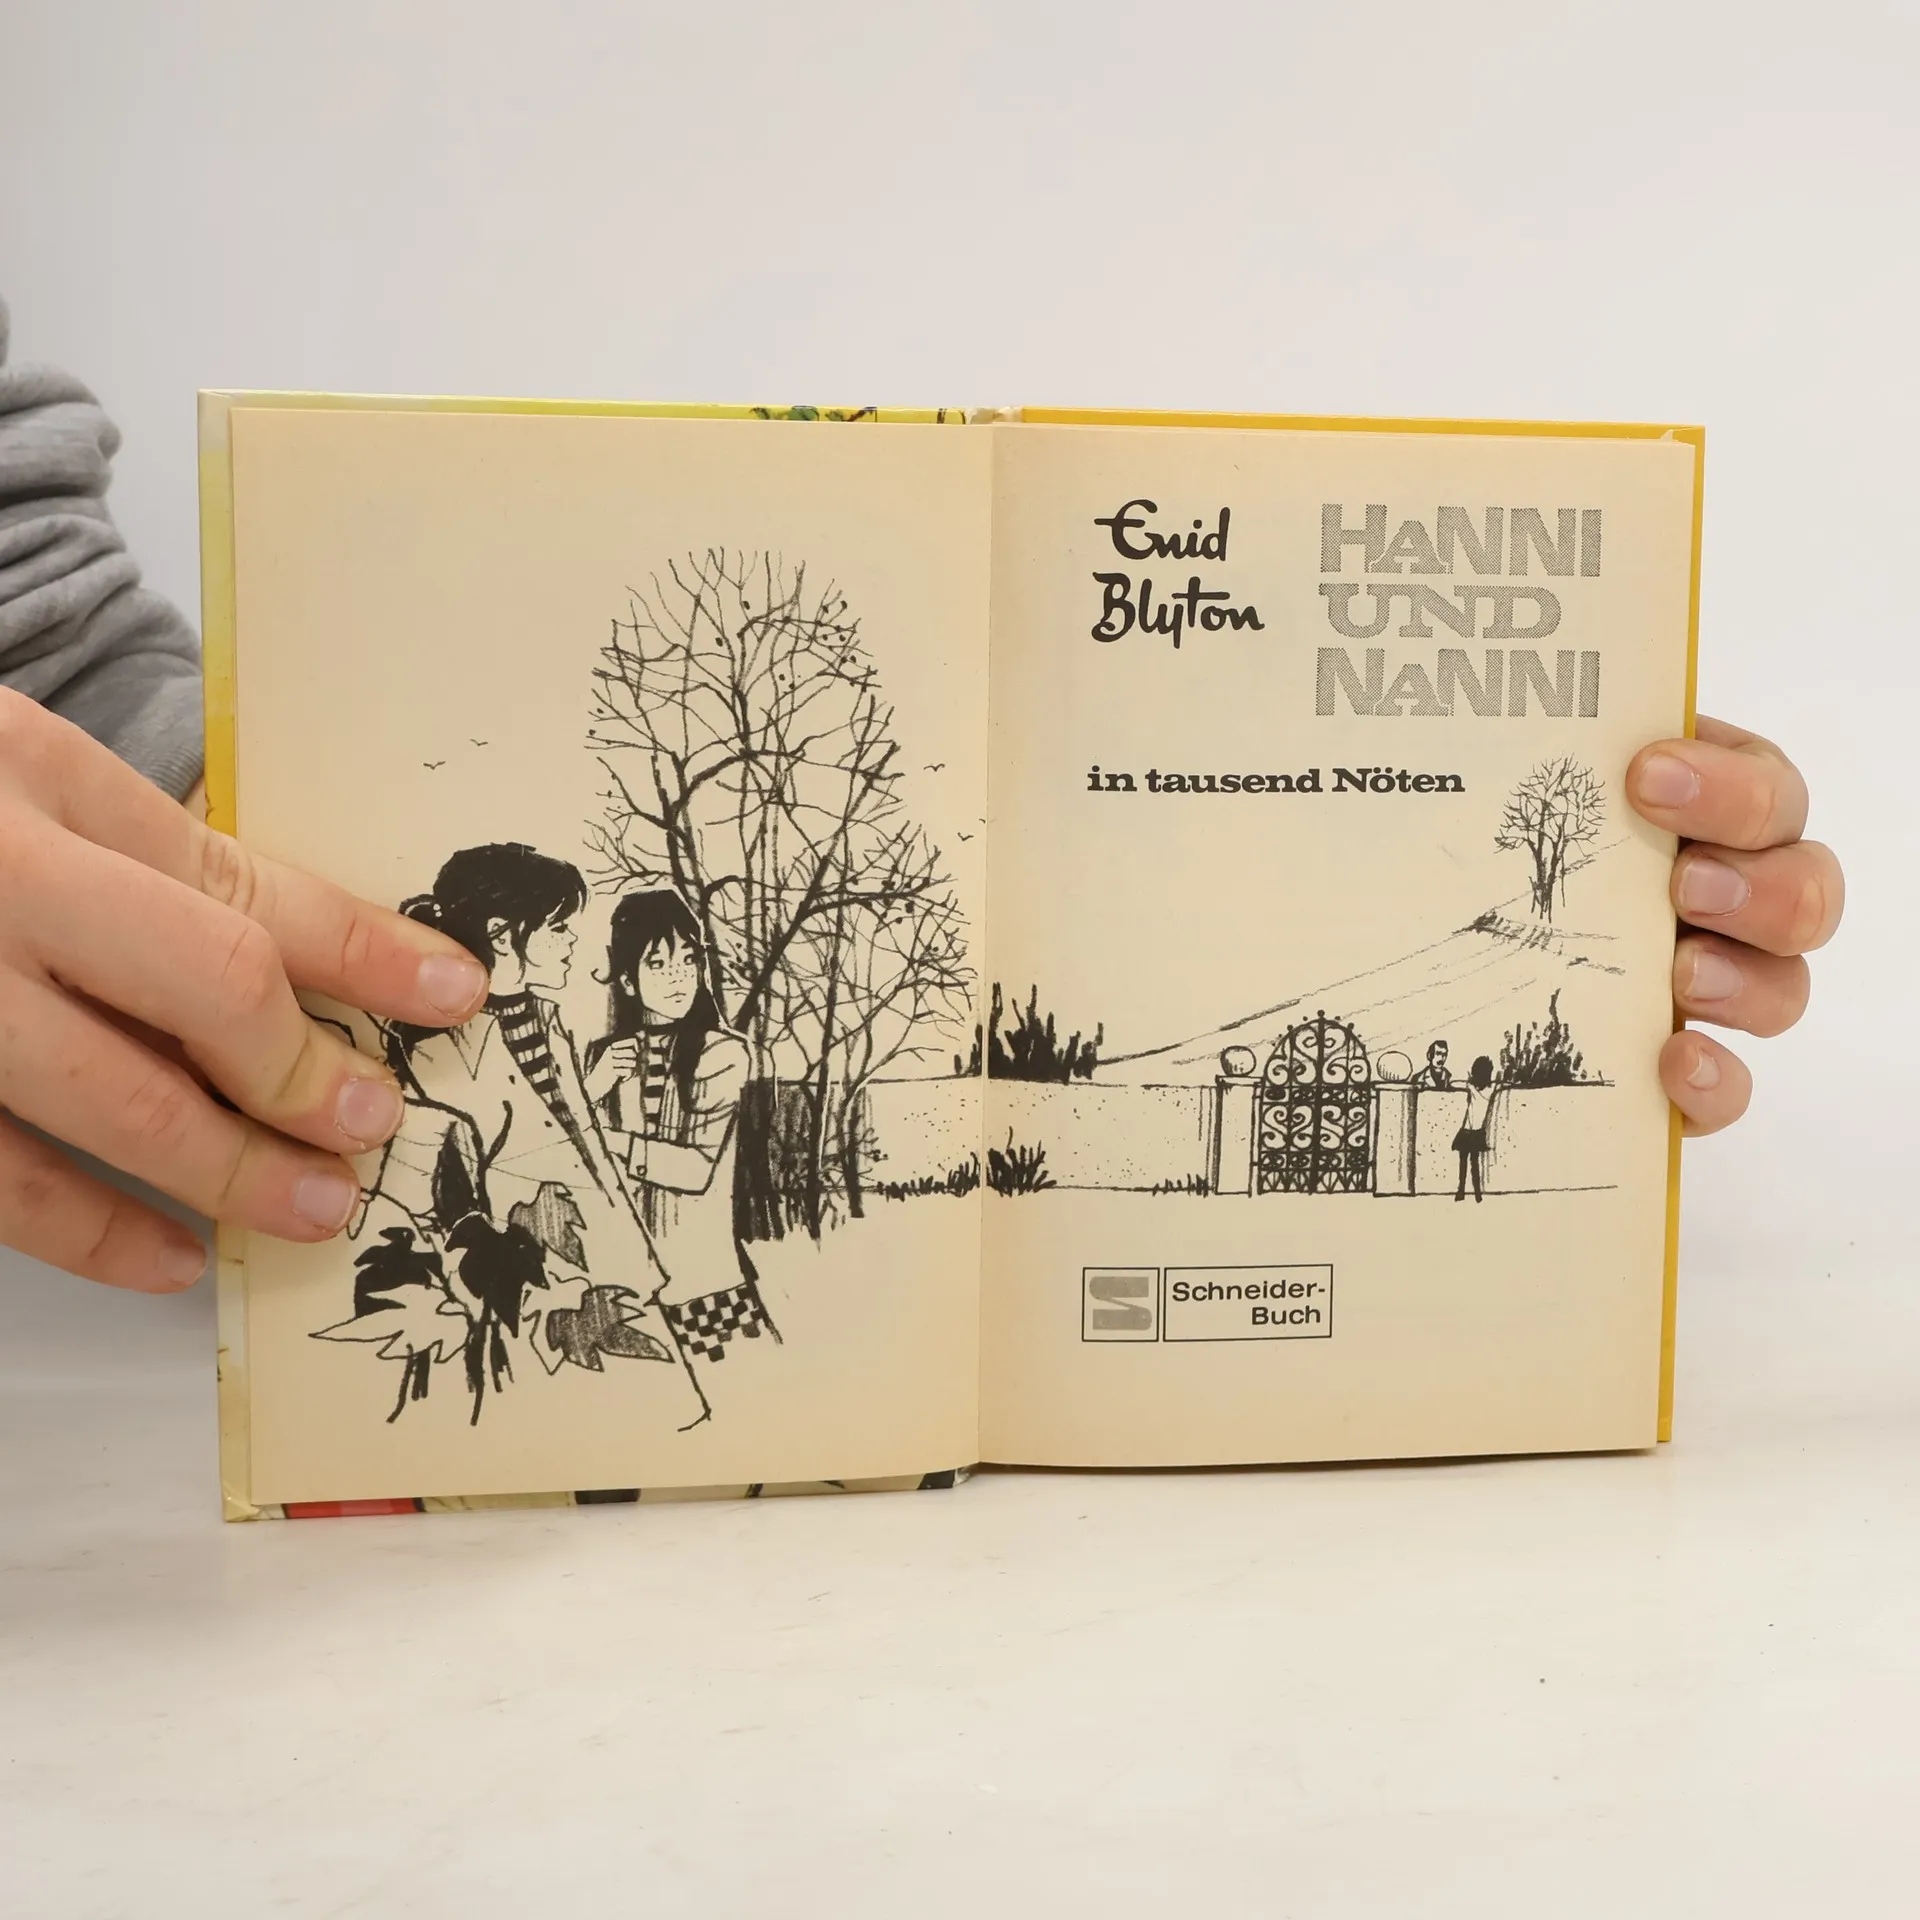 Enid
Blyton
HANNI
UND
NANNI
in tausend Nöten
Schneider-
Buch